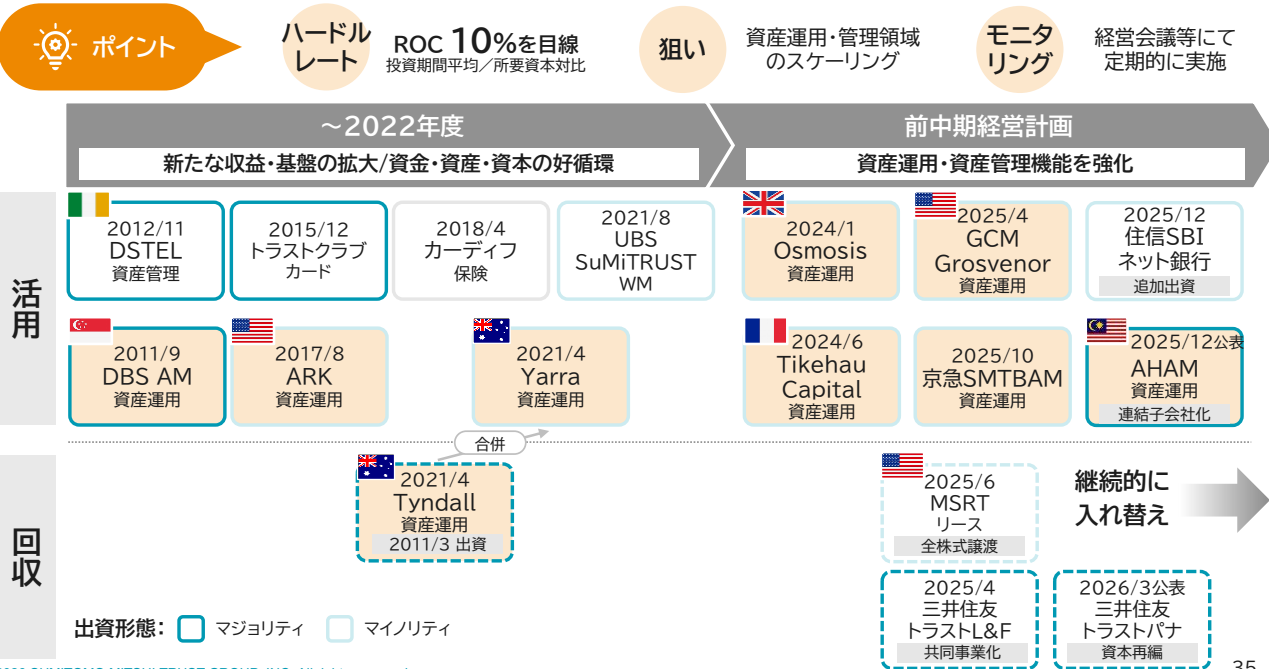 ポイント
ハードル
レート
ROC 10%を目線
投資期間平均／所要資本対比
狙い
資産運用・管理領域
のスケーリング
モニタ
リング
経営会議等にて
定期的に実施
～2022年度
新たな収益・基盤の拡大/資金・資産・資本の好循環
前中期経営計画
資産運用・資産管理機能を強化
活用
2012/11
DSTEL
資産管理
2015/12
トラストクラブ
カード
2018/4
カーディフ
保険
2021/8
UBS
SuMiTRUST
WM
2024/1
Osmosis
資産運用
2025/4
GCM
Grosvenor
資産運用
2025/12
住信SBI
ネット銀行
追加出資
2011/9
DBS AM
資産運用
2017/8
ARK
資産運用
2021/4
Yarra
資産運用
2024/6
Tikehau
Capital
資産運用
2025/10
京急SMTBAM
資産運用
2025/12公表
AHAM
資産運用
連結子会社化
合併
回収
2021/4
Tyndall
資産運用
2011/3 出資
2025/6
MSRT
リース
全株式譲渡
継続的に
入れ替え
2025/4
三井住友
トラストL&F
共同事業化
2026/3公表
三井住友
トラストパナ
資本再編
出資形態：
マジョリティ
マイノリティ
35